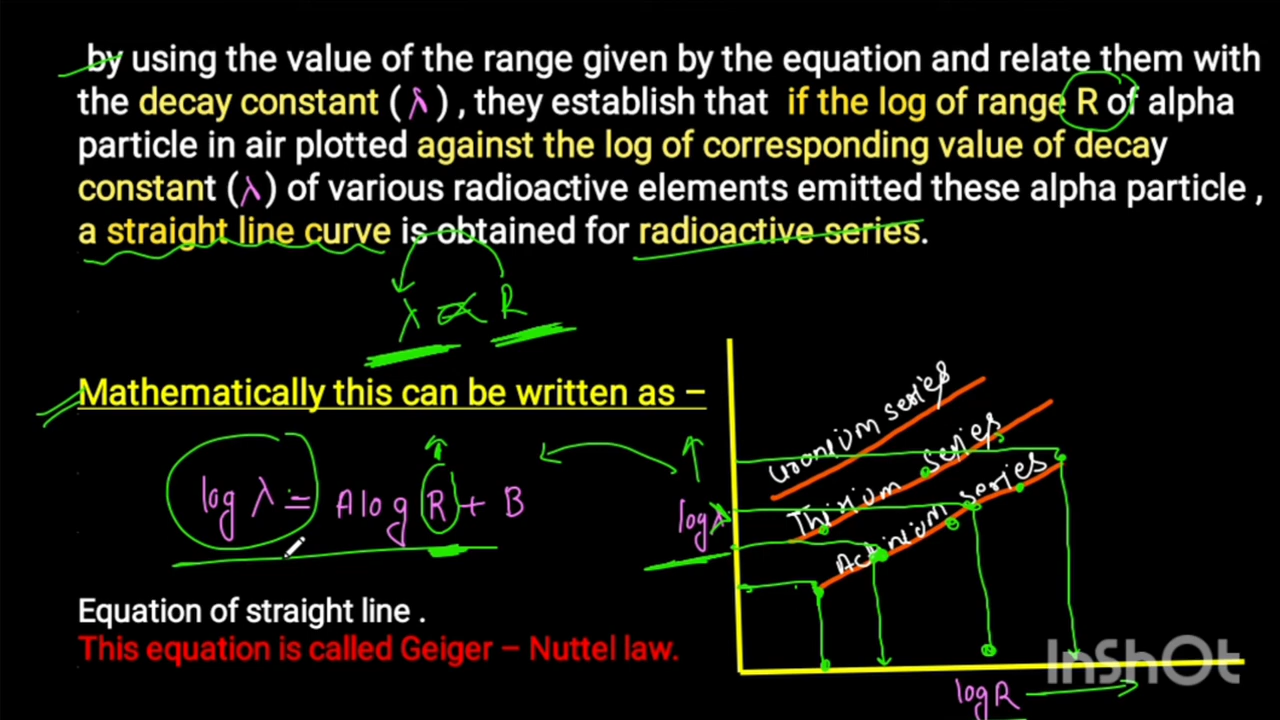 by using the value of the range given by the equation and relate them with
the decay constant (λ) , they establish that if the log of range R of alpha
particle in air plotted against the log of corresponding value of decay
constant (λ) of various radioactive elements emitted these alpha particle ,
a straight line curve is obtained for radioactive series.
λ ∝ R
Mathematically this can be written as –
log λ = A log R + B
Equation of straight line .
This equation is called Geiger – Nuttel law.
Uronium series
Thirium series
Actinium series
log λ
log R
InShOt